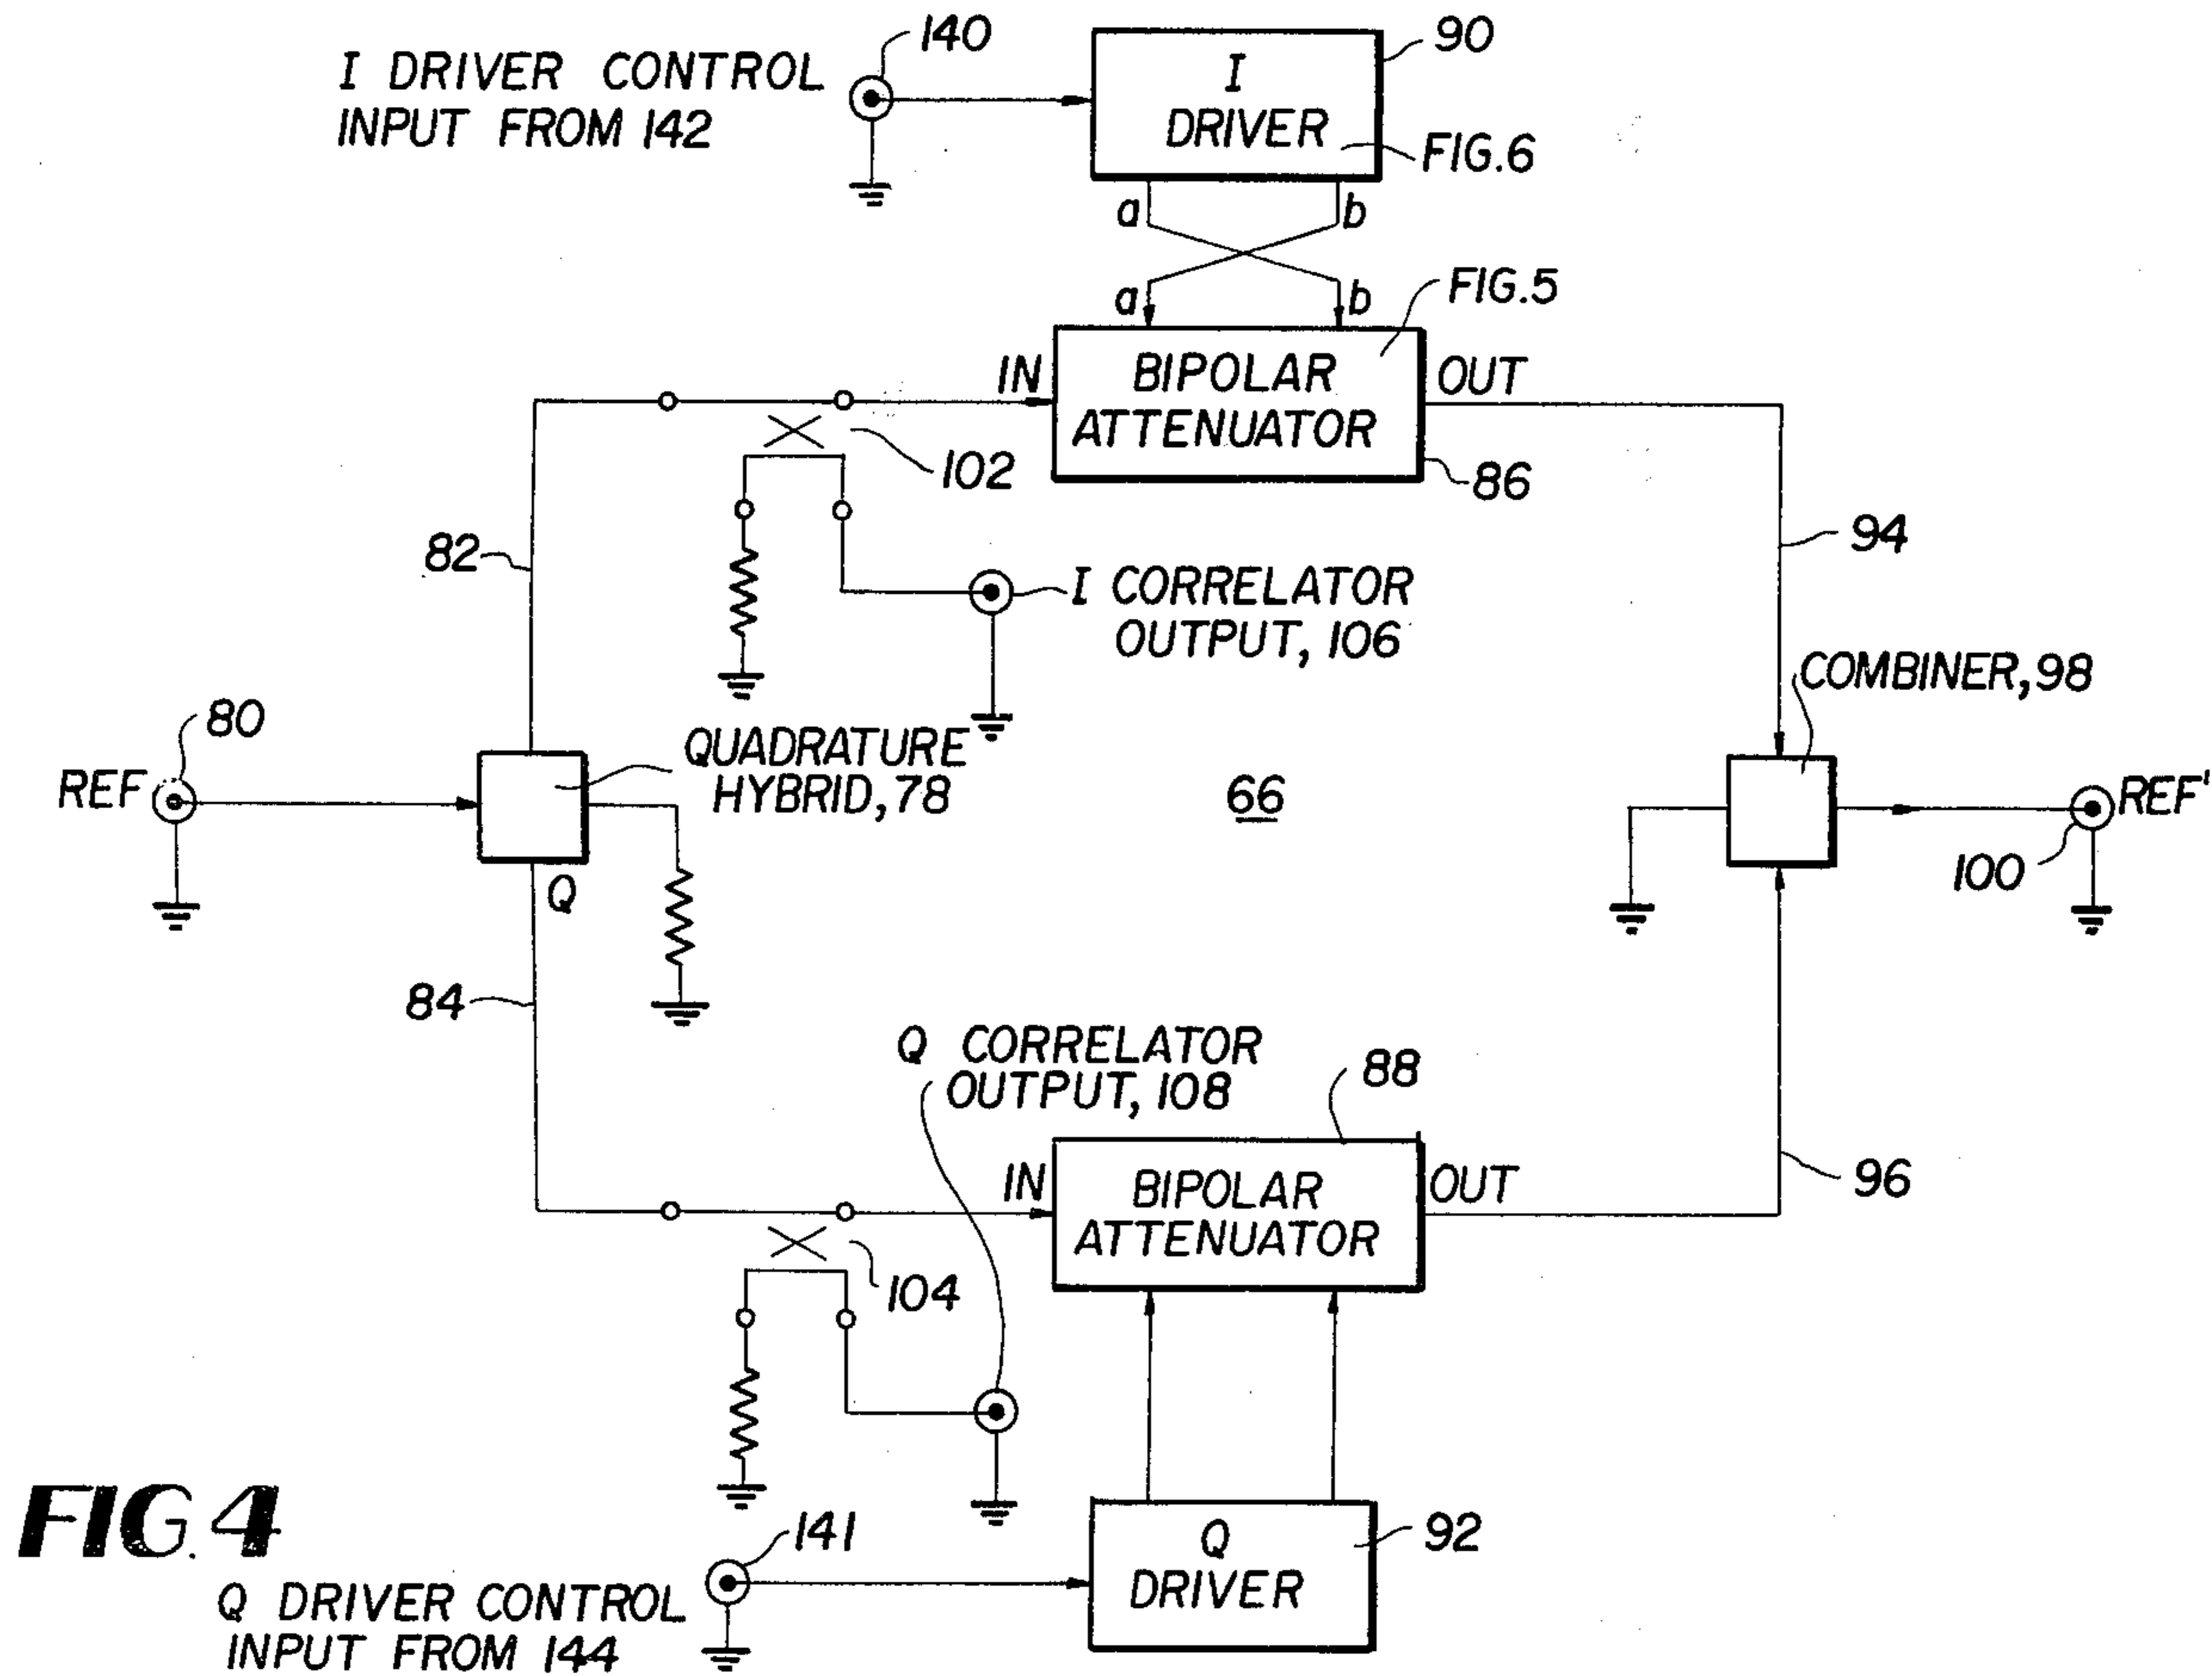 140
I DRIVER CONTROL
INPUT FROM 142
I
DRIVER
90
FIG.6
a
b
a
b
FIG.5
IN
BIPOLAR
ATTENUATOR
OUT
102
86
82
94
I CORRELATOR
OUTPUT, 106
COMBINER, 98
80
REF
QUADRATURE
HYBRID, 78
66
REF'
100
Q
84
Q CORRELATOR
OUTPUT, 108
88
IN
BIPOLAR
ATTENUATOR
OUT
96
104
FIG. 4
141
Q DRIVER CONTROL
INPUT FROM 144
Q
DRIVER
92